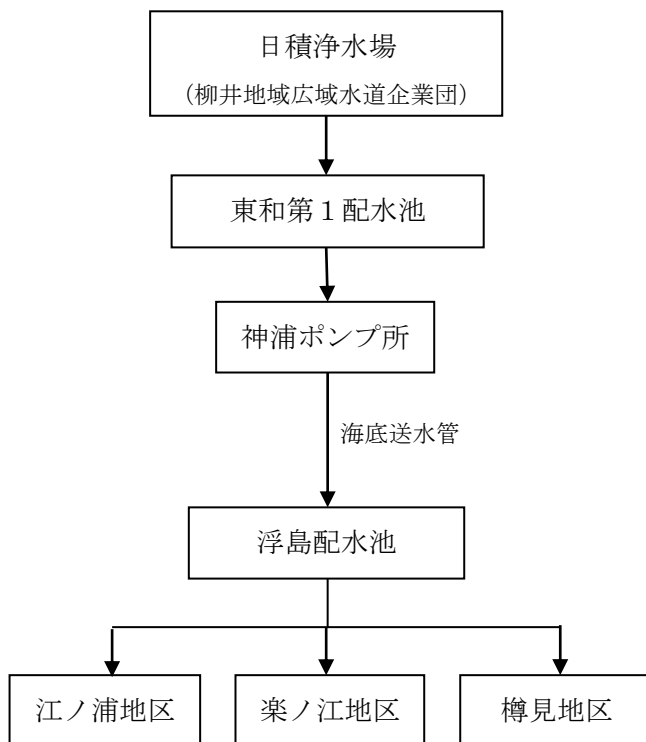 日積浄水場
（柳井地域広域水道企業団）
東和第１配水池
神浦ポンプ所
海底送水管
浮島配水池
江ノ浦地区
楽ノ江地区
樽見地区